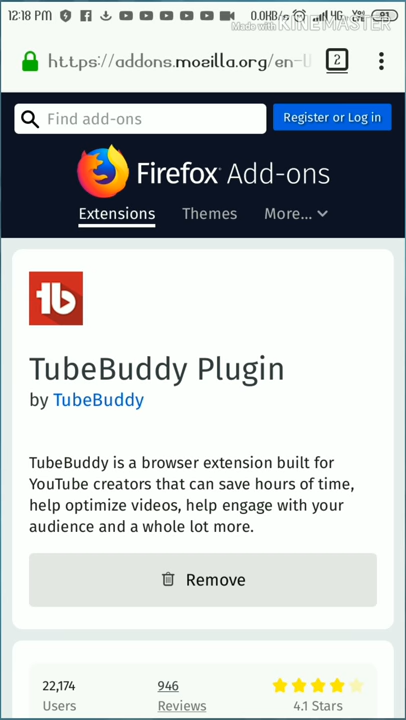 12:18 PM
0.0KB/s
4G
91
Made with KINEMASTER
https://addons.mozilla.org/en-U
2
Find add-ons
Register or Log in
Firefox Add-ons
Extensions
Themes
More...
tb
TubeBuddy Plugin
by TubeBuddy
TubeBuddy is a browser extension built for
YouTube creators that can save hours of time,
help optimize videos, help engage with your
audience and a whole lot more.
Remove
22,174
946
Users
Reviews
4.1 Stars